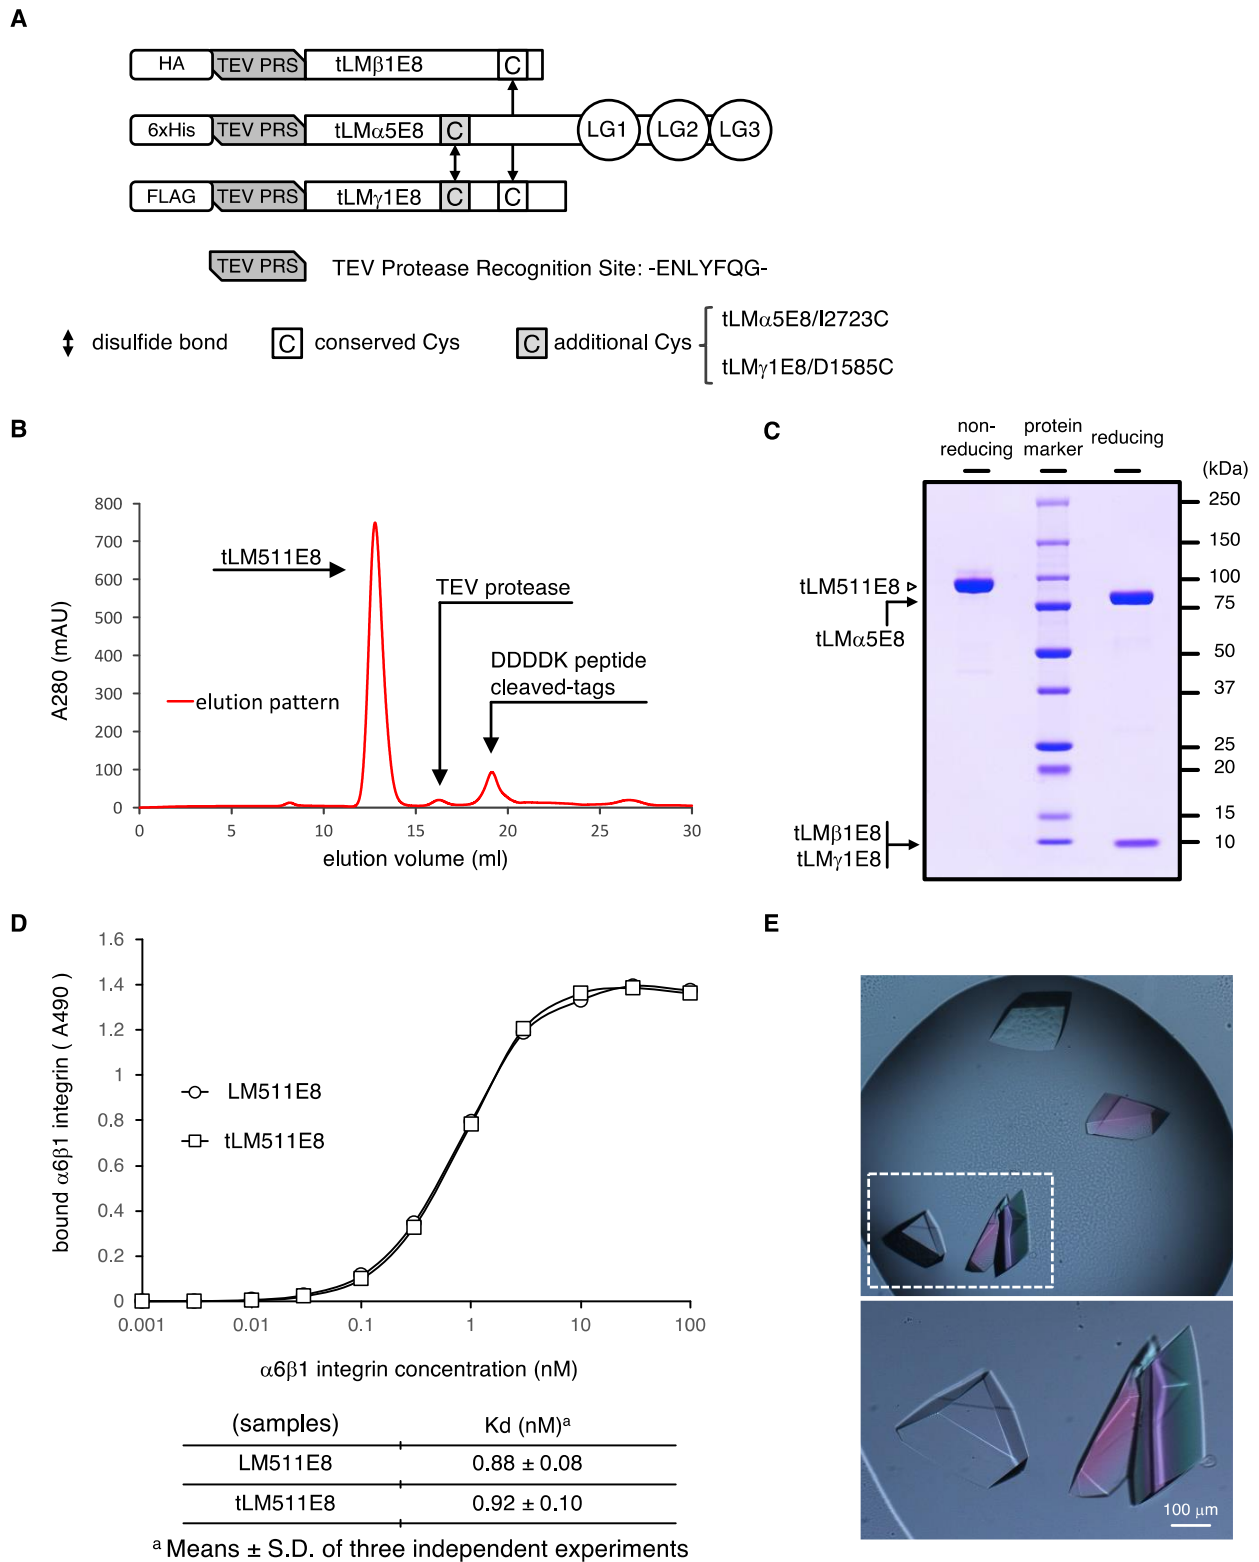 A
HA TEV PRS tLMβ1E8 C
6xHis TEV PRS tLMα5E8 C LG1 LG2 LG3
FLAG TEV PRS tLMγ1E8 C C
TEV PRS TEV Protease Recognition Site: -ENLYFQG-
disulfide bond C conserved Cys C additional Cys
tLMα5E8/I2723C
tLMγ1E8/D1585C
B
800
700
600
500
400
300
200
100
0
A280 (mAU)
tLM511E8
TEV protease
DDDDK peptide
cleaved-tags
elution pattern
0 5 10 15 20 25 30
elution volume (ml)
C
non-
reducing
protein
marker
reducing
(kDa)
250
150
100
75
50
37
25
20
15
10
tLM511E8
tLMα5E8
tLMβ1E8
tLMγ1E8
D
1.6
1.4
1.2
1
0.8
0.6
0.4
0.2
0
bound α6β1 integrin ( A490 )
LM511E8
tLM511E8
0.001 0.01 0.1 1 10 100
α6β1 integrin concentration (nM)
(samples) Kd (nM)ᵃ
LM511E8 0.88 ± 0.08
tLM511E8 0.92 ± 0.10
ᵃ Means ± S.D. of three independent experiments
E
100 μm